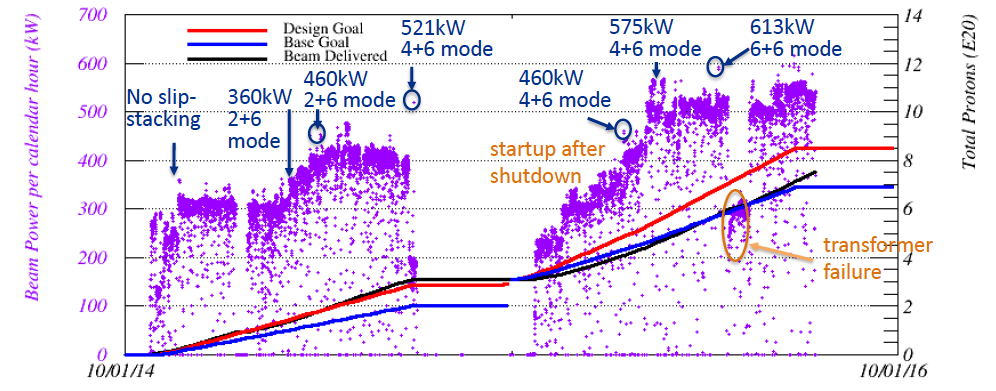 Beam Power per calendar hour (kW)
700
600
500
400
300
200
100
0
Design Goal
Base Goal
Beam Delivered
No slip-
stacking
360kW
2+6
mode
460kW
2+6 mode
521kW
4+6 mode
460kW
4+6 mode
575kW
4+6 mode
613kW
6+6 mode
startup after
shutdown
transformer
failure
14
12
10
8
6
4
2
0
Total Protons (E20)
10/01/14
10/01/16